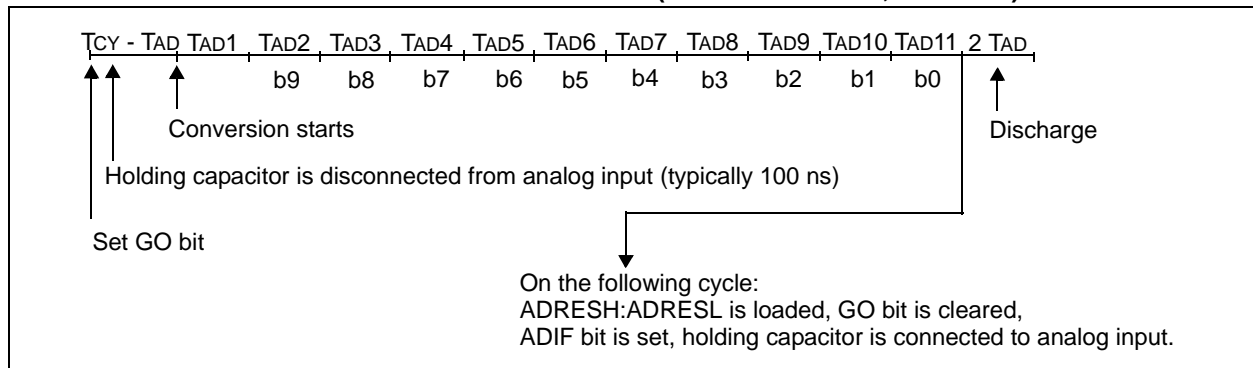 TCY - TAD TAD1 TAD2 TAD3 TAD4 TAD5 TAD6 TAD7 TAD8 TAD9 TAD10 TAD11 2 TAD
b9 b8 b7 b6 b5 b4 b3 b2 b1 b0
Conversion starts
Discharge
Holding capacitor is disconnected from analog input (typically 100 ns)
Set GO bit
On the following cycle:
ADRESH:ADRESL is loaded, GO bit is cleared,
ADIF bit is set, holding capacitor is connected to analog input.